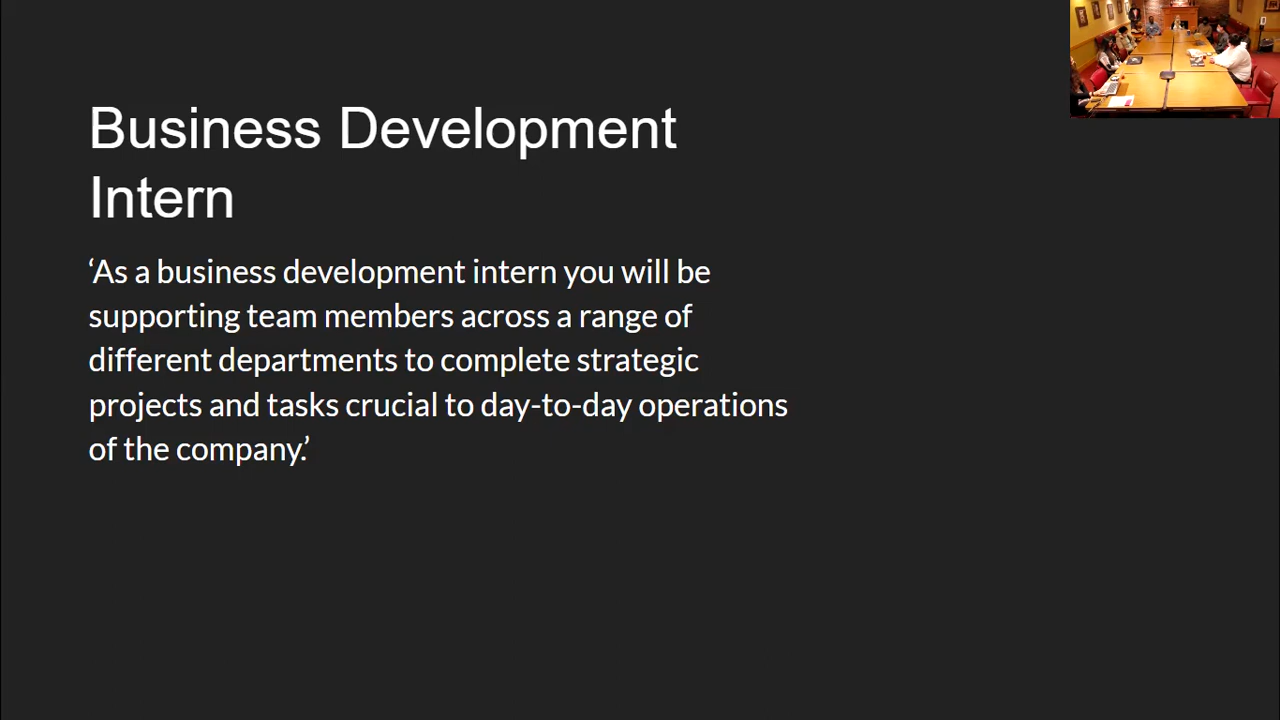 Business Development
Intern
‘As a business development intern you will be
supporting team members across a range of
different departments to complete strategic
projects and tasks crucial to day-to-day operations
of the company.’